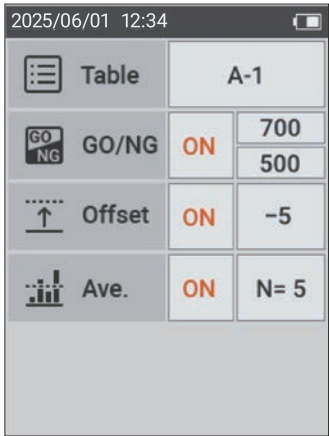 2025/06/01 12:34
Table A-1
GO NG GO/NG ON 700
500
Offset ON −5
Ave. ON N= 5